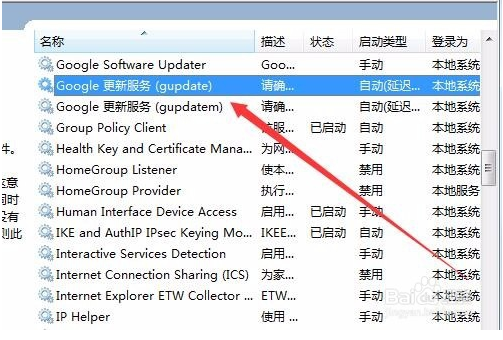 名称 描述 状态 启动类型 登录为
Google Software Updater Goo... 手动 本地系统
Google 更新服务 (gupdate) 请确... 自动(延迟... 本地系统
Google 更新服务 (gupdatem) 请确... 自动(延迟... 本地系统
Group Policy Client 该服... 已启动 自动 本地系统
件。 Health Key and Certificate Mana... 为网... 手动 本地系统
HomeGroup Listener 使本... 禁用 本地系统
意 HomeGroup Provider 执行... 禁用 本地服务
同时 Human Interface Device Access 启用... 已启动 手动 本地系统
没有
则此 IKE and AuthIP IPsec Keying Mo... IKEE... 已启动 自动 本地系统
Interactive Services Detection 启用... 手动 本地系统
Internet Connection Sharing (ICS) 为家... 禁用 本地系统
Internet Explorer ETW Collector ... ETW... 手动 本地系统
IP Helper 使用... 手动 本地系统
Baidu
jingyan.baidu.com